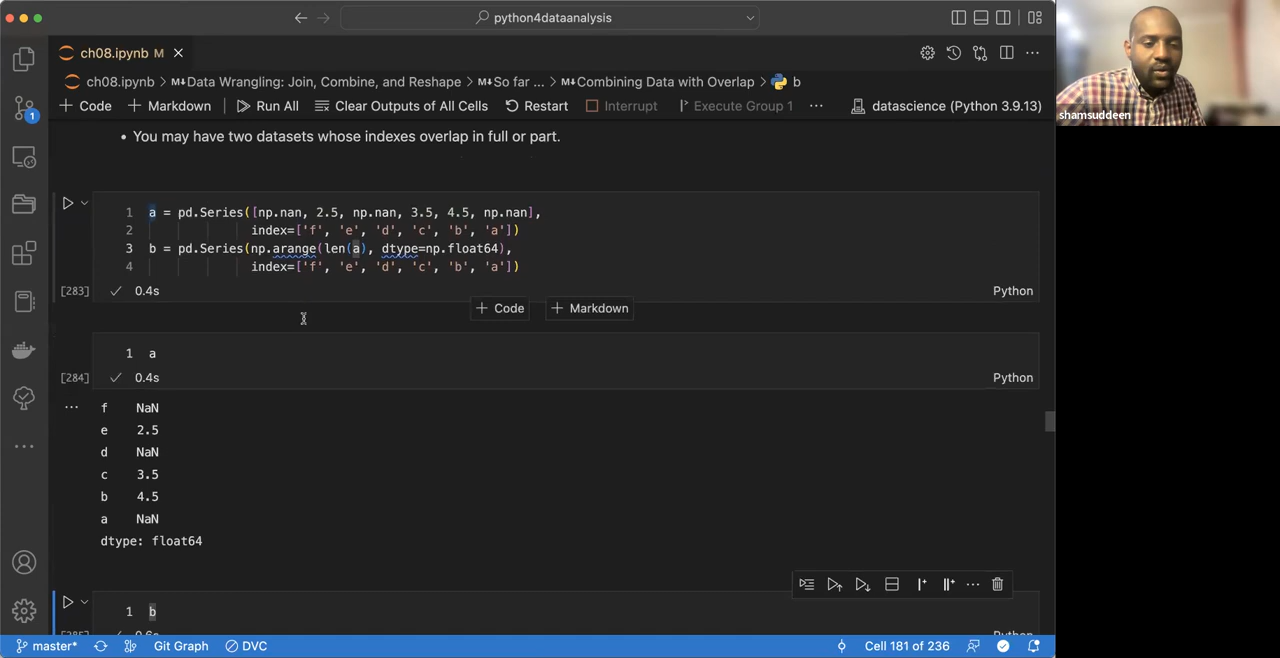 python4dataanalysis
ch08.ipynb M
ch08.ipynb > M↓Data Wrangling: Join, Combine, and Reshape > M↓So far ... > M↓Combining Data with Overlap > b
+ Code + Markdown Run All Clear Outputs of All Cells Restart Interrupt Execute Group 1 ... datascience (Python 3.9.13)
shamsuddeen
1
• You may have two datasets whose indexes overlap in full or part.
1 a = pd.Series([np.nan, 2.5, np.nan, 3.5, 4.5, np.nan],
2 index=['f', 'e', 'd', 'c', 'b', 'a'])
3 b = pd.Series(np.arange(len(a), dtype=np.float64),
4 index=['f', 'e', 'd', 'c', 'b', 'a'])
[283] 0.4s Python
+ Code + Markdown
1 a
[284] 0.4s Python
... f NaN
e 2.5
d NaN
c 3.5
b 4.5
a NaN
dtype: float64
1 b
master* Git Graph DVC Cell 181 of 236